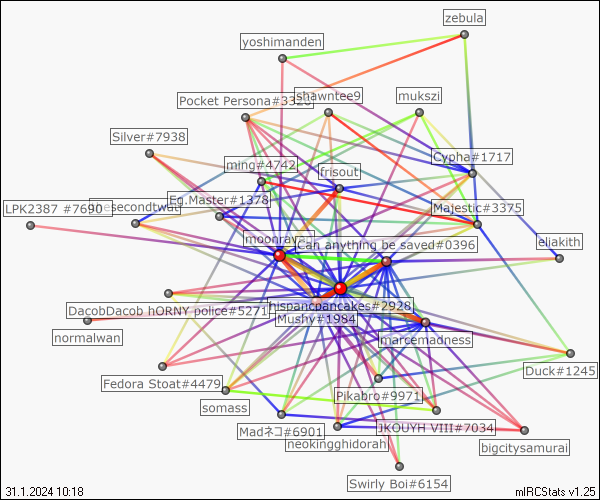 zebula
yoshimanden
Pocket Persona#3328
shawntee9
mukszi
Silver#7938
ming#4742
frisout
Cypha#1717
LPK2387 #7690
Eg.Master#1378
Majestic#3375
moonraven
Can anything be saved#0396
eliakith
DacobDacob hORNY police#5271
hispancpancakes#2928
Mushy#1984
normalwan
marcemadness
Duck#1245
Fedora Stoat#4479
Pikabro#9971
somass
Madネコ#6901
JKOUYH VIII#7034
neokingghidorah
bigcitysamurai
Swirly Boi#6154
31.1.2024 10:18
mIRCStats v1.25